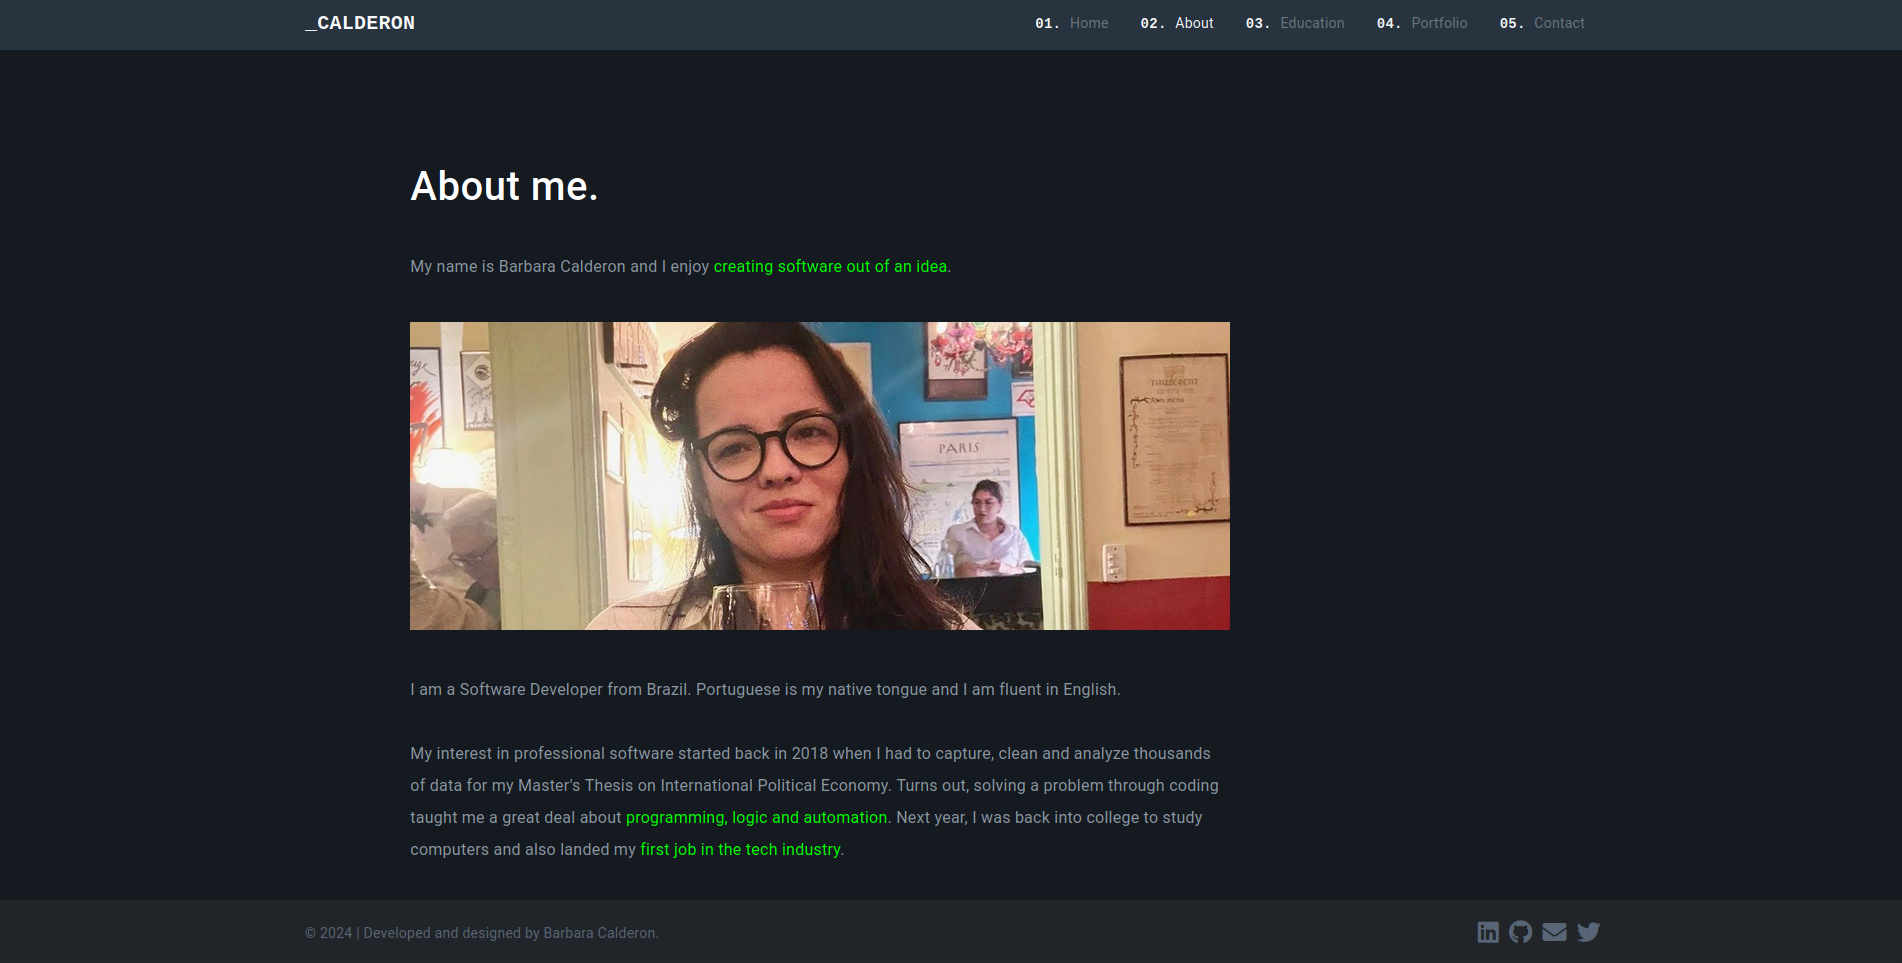 _CALDERON
01. Home 02. About 03. Education 04. Portfolio 05. Contact
About me.
My name is Barbara Calderon and I enjoy creating software out of an idea.
PARIS
I am a Software Developer from Brazil. Portuguese is my native tongue and I am fluent in English.
My interest in professional software started back in 2018 when I had to capture, clean and analyze thousands
of data for my Master's Thesis on International Political Economy. Turns out, solving a problem through coding
taught me a great deal about programming, logic and automation. Next year, I was back into college to study
computers and also landed my first job in the tech industry.
© 2024 | Developed and designed by Barbara Calderon.
in